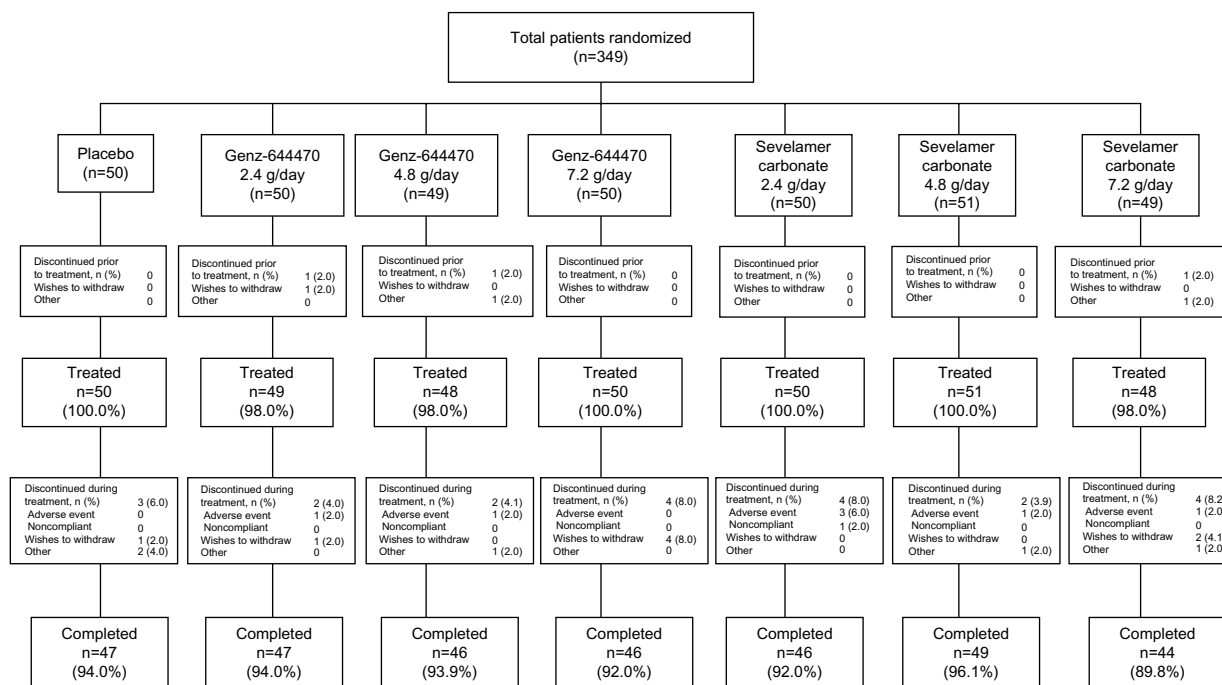 Total patients randomized
(n=349)
Placebo
(n=50)
Genz-644470
2.4 g/day
(n=50)
Genz-644470
4.8 g/day
(n=49)
Genz-644470
7.2 g/day
(n=50)
Sevelamer
carbonate
2.4 g/day
(n=50)
Sevelamer
carbonate
4.8 g/day
(n=51)
Sevelamer
carbonate
7.2 g/day
(n=49)
Discontinued prior
to treatment, n (%) 0
Wishes to withdraw 0
Other 0
Discontinued prior
to treatment, n (%) 1 (2.0)
Wishes to withdraw 1 (2.0)
Other 0
Discontinued prior
to treatment, n (%) 1 (2.0)
Wishes to withdraw 0
Other 1 (2.0)
Discontinued prior
to treatment, n (%) 0
Wishes to withdraw 0
Other 0
Discontinued prior
to treatment, n (%) 0
Wishes to withdraw 0
Other 0
Discontinued prior
to treatment, n (%) 0
Wishes to withdraw 0
Other 0
Discontinued prior
to treatment, n (%) 1 (2.0)
Wishes to withdraw 0
Other 1 (2.0)
Treated
n=50
(100.0%)
Treated
n=49
(98.0%)
Treated
n=48
(98.0%)
Treated
n=50
(100.0%)
Treated
n=50
(100.0%)
Treated
n=51
(100.0%)
Treated
n=48
(98.0%)
Discontinued during
treatment, n (%) 3 (6.0)
Adverse event 0
Noncompliant 0
Wishes to withdraw 1 (2.0)
Other 2 (4.0)
Discontinued during
treatment, n (%) 2 (4.0)
Adverse event 1 (2.0)
Noncompliant 0
Wishes to withdraw 1 (2.0)
Other 0
Discontinued during
treatment, n (%) 2 (4.1)
Adverse event 1 (2.0)
Noncompliant 0
Wishes to withdraw 0
Other 1 (2.0)
Discontinued during
treatment, n (%) 4 (8.0)
Adverse event 0
Noncompliant 0
Wishes to withdraw 4 (8.0)
Other 0
Discontinued during
treatment, n (%) 4 (8.0)
Adverse event 3 (6.0)
Noncompliant 1 (2.0)
Wishes to withdraw 0
Other 0
Discontinued during
treatment, n (%) 2 (3.9)
Adverse event 1 (2.0)
Noncompliant 0
Wishes to withdraw 0
Other 1 (2.0)
Discontinued during
treatment, n (%) 4 (8.2
Adverse event 1 (2.0
Noncompliant 0
Wishes to withdraw 2 (4.1
Other 1 (2.0
Completed
n=47
(94.0%)
Completed
n=47
(94.0%)
Completed
n=46
(93.9%)
Completed
n=46
(92.0%)
Completed
n=46
(92.0%)
Completed
n=49
(96.1%)
Completed
n=44
(89.8%)